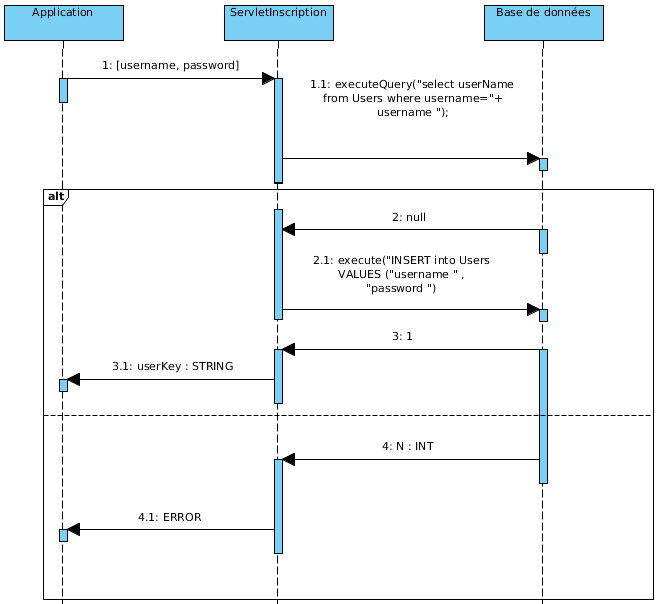 Application
ServletInscription
Base de données
1: [username, password]
1.1: executeQuery("select userName
from Users where username="+
username ");
alt
2: null
2.1: execute("INSERT into Users
VALUES ("username " ,
"password ")
3: 1
3.1: userKey : STRING
4: N : INT
4.1: ERROR